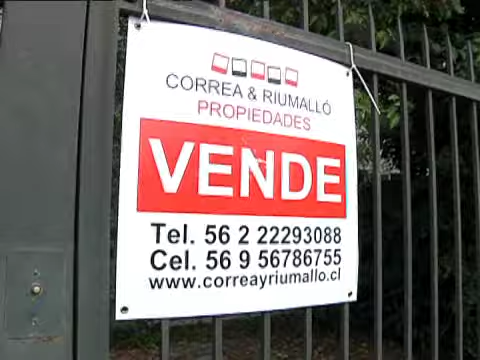 CORREA & RIUMALLÓ
PROPIEDADES
VENDE
Tel. 56 2 22293088
Cel. 56 9 56786755
www.correayriumallo.cl